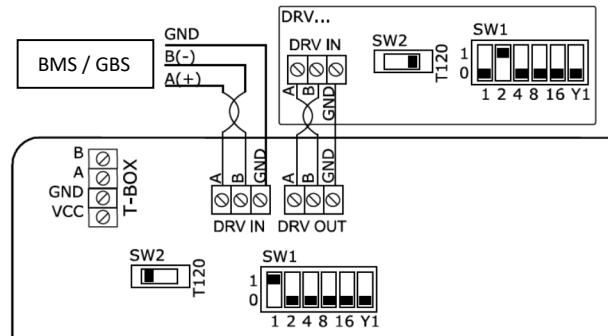 DRV...
GND
B(-)
A(+)
BMS / GBS
DRV IN
A B GND
SW2
T120
SW1
1
0
1 2 4 8 16 Y1
B
A
GND
VCC
T-BOX
A B GND
DRV IN
A B GND
DRV OUT
SW2
T120
SW1
1
0
1 2 4 8 16 Y1